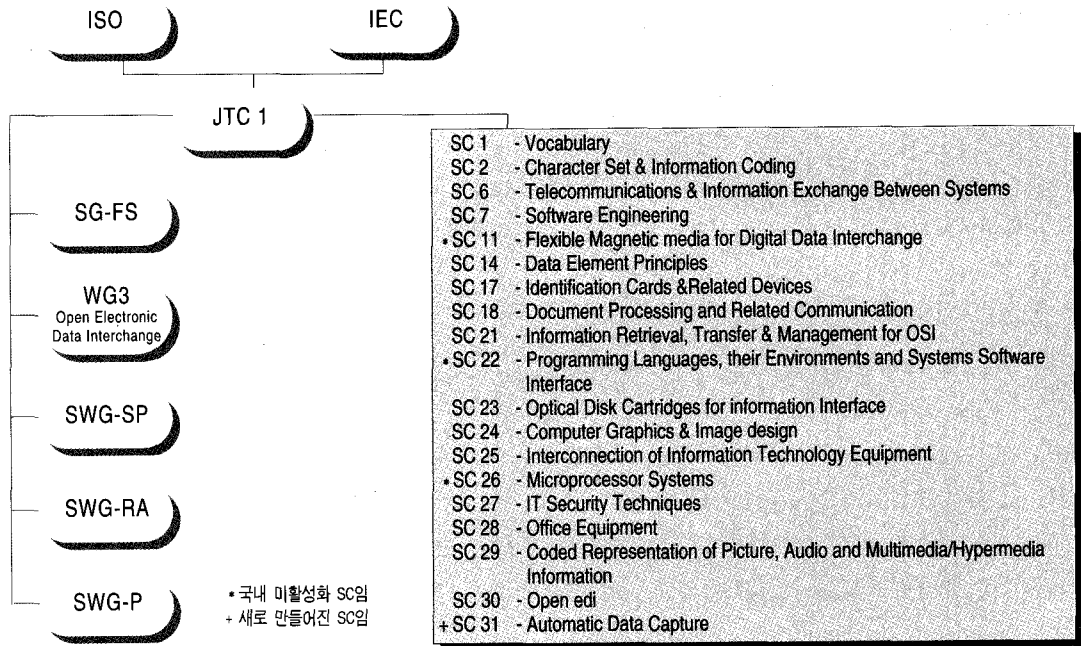 ISO
IEC
JTC 1
SG-FS
WG3
Open Electronic
Data Interchange
SWG-SP
SWG-RA
SWG-P
* 국내 미활성화 SC임
+ 새로 만들어진 SC임
SC 1 - Vocabulary
SC 2 - Character Set & Information Coding
SC 6 - Telecommunications & Information Exchange Between Systems
SC 7 - Software Engineering
* SC 11 - Flexible Magnetic media for Digital Data Interchange
SC 14 - Data Element Principles
SC 17 - Identification Cards &Related Devices
SC 18 - Document Processing and Related Communication
SC 21 - Information Retrieval, Transfer & Management for OSI
* SC 22 - Programming Languages, their Environments and Systems Software
Interface
SC 23 - Optical Disk Cartridges for information Interface
SC 24 - Computer Graphics & Image design
SC 25 - Interconnection of Information Technology Equipment
* SC 26 - Microprocessor Systems
SC 27 - IT Security Techniques
SC 28 - Office Equipment
SC 29 - Coded Representation of Picture, Audio and Multimedia/Hypermedia
Information
SC 30 - Open edi
+ SC 31 - Automatic Data Capture